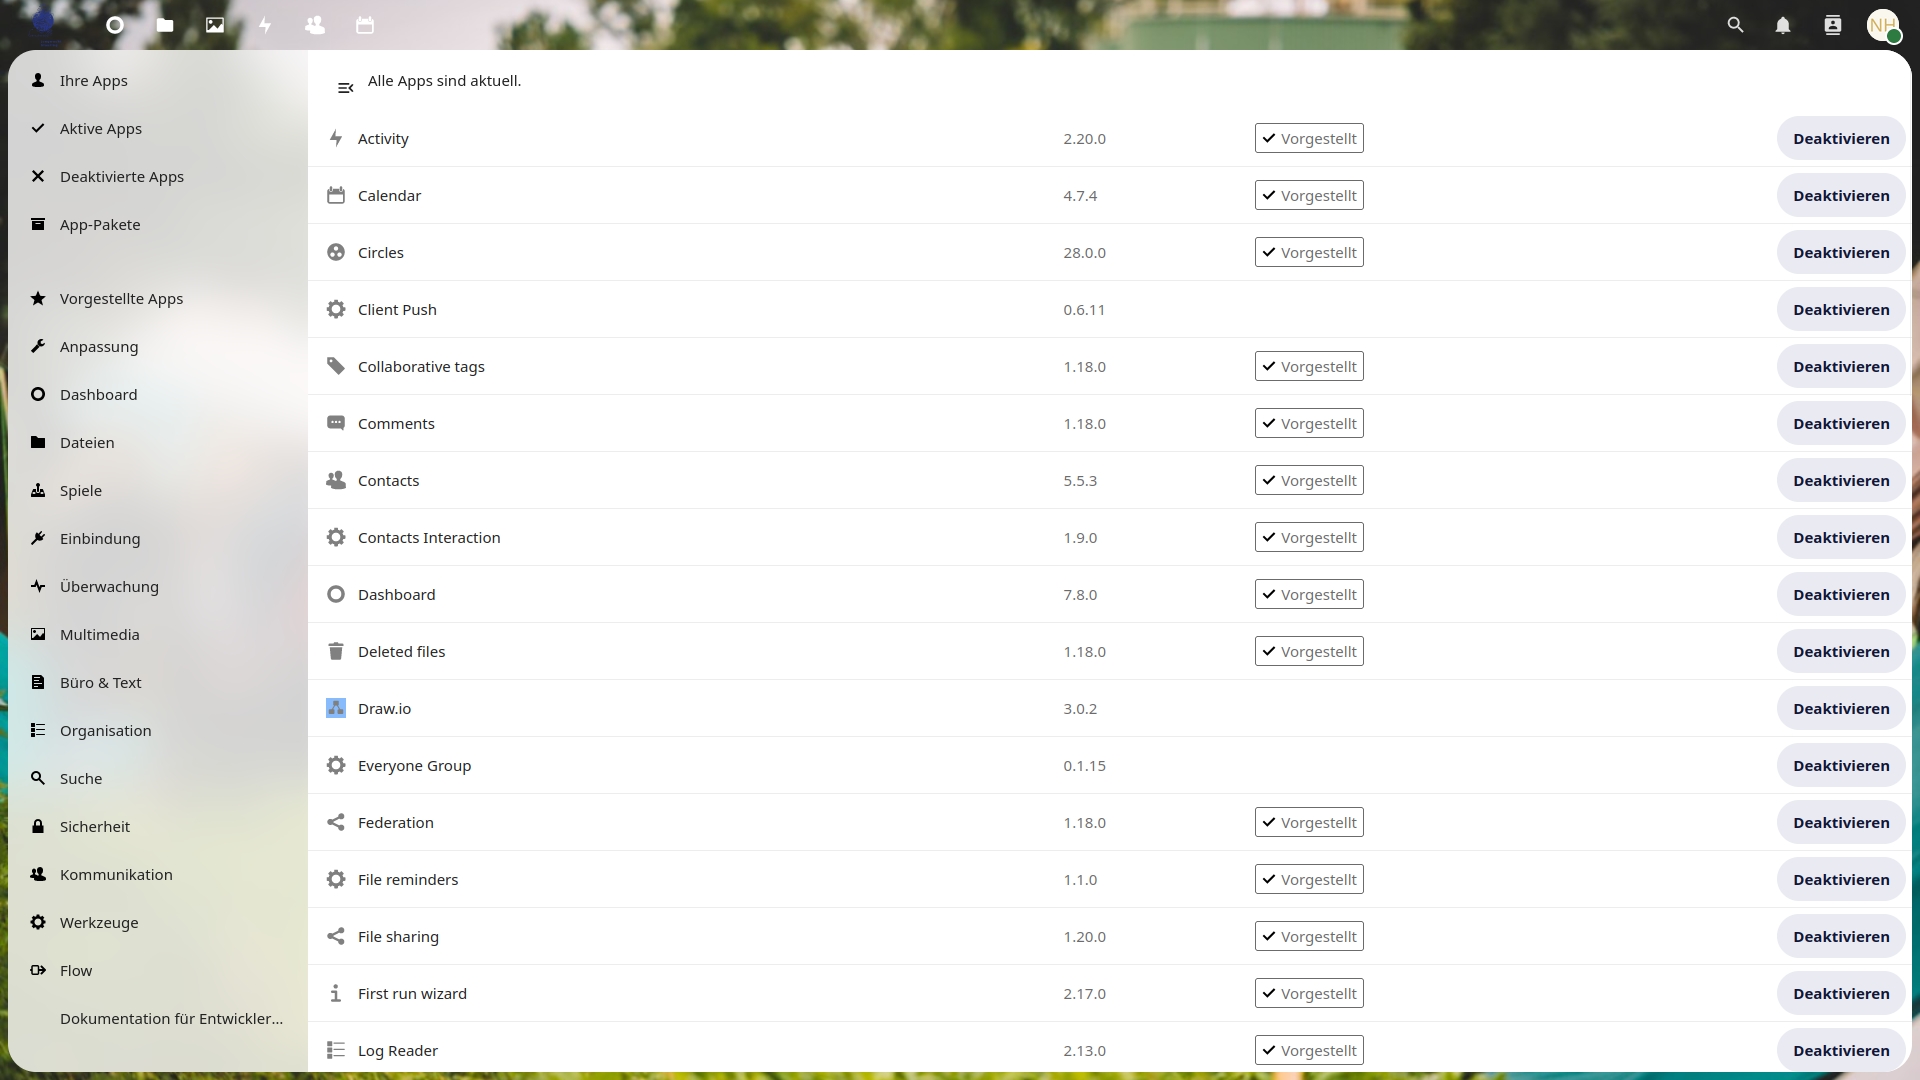 NH
Ihre Apps
Aktive Apps
Deaktivierte Apps
App-Pakete
Vorgestellte Apps
Anpassung
Dashboard
Dateien
Spiele
Einbindung
Überwachung
Multimedia
Büro & Text
Organisation
Suche
Sicherheit
Kommunikation
Werkzeuge
Flow
Dokumentation für Entwickler…
Alle Apps sind aktuell.
Activity 2.20.0 Vorgestellt Deaktivieren
Calendar 4.7.4 Vorgestellt Deaktivieren
Circles 28.0.0 Vorgestellt Deaktivieren
Client Push 0.6.11 Deaktivieren
Collaborative tags 1.18.0 Vorgestellt Deaktivieren
Comments 1.18.0 Vorgestellt Deaktivieren
Contacts 5.5.3 Vorgestellt Deaktivieren
Contacts Interaction 1.9.0 Vorgestellt Deaktivieren
Dashboard 7.8.0 Vorgestellt Deaktivieren
Deleted files 1.18.0 Vorgestellt Deaktivieren
Draw.io 3.0.2 Deaktivieren
Everyone Group 0.1.15 Deaktivieren
Federation 1.18.0 Vorgestellt Deaktivieren
File reminders 1.1.0 Vorgestellt Deaktivieren
File sharing 1.20.0 Vorgestellt Deaktivieren
First run wizard 2.17.0 Vorgestellt Deaktivieren
Log Reader 2.13.0 Vorgestellt Deaktivieren